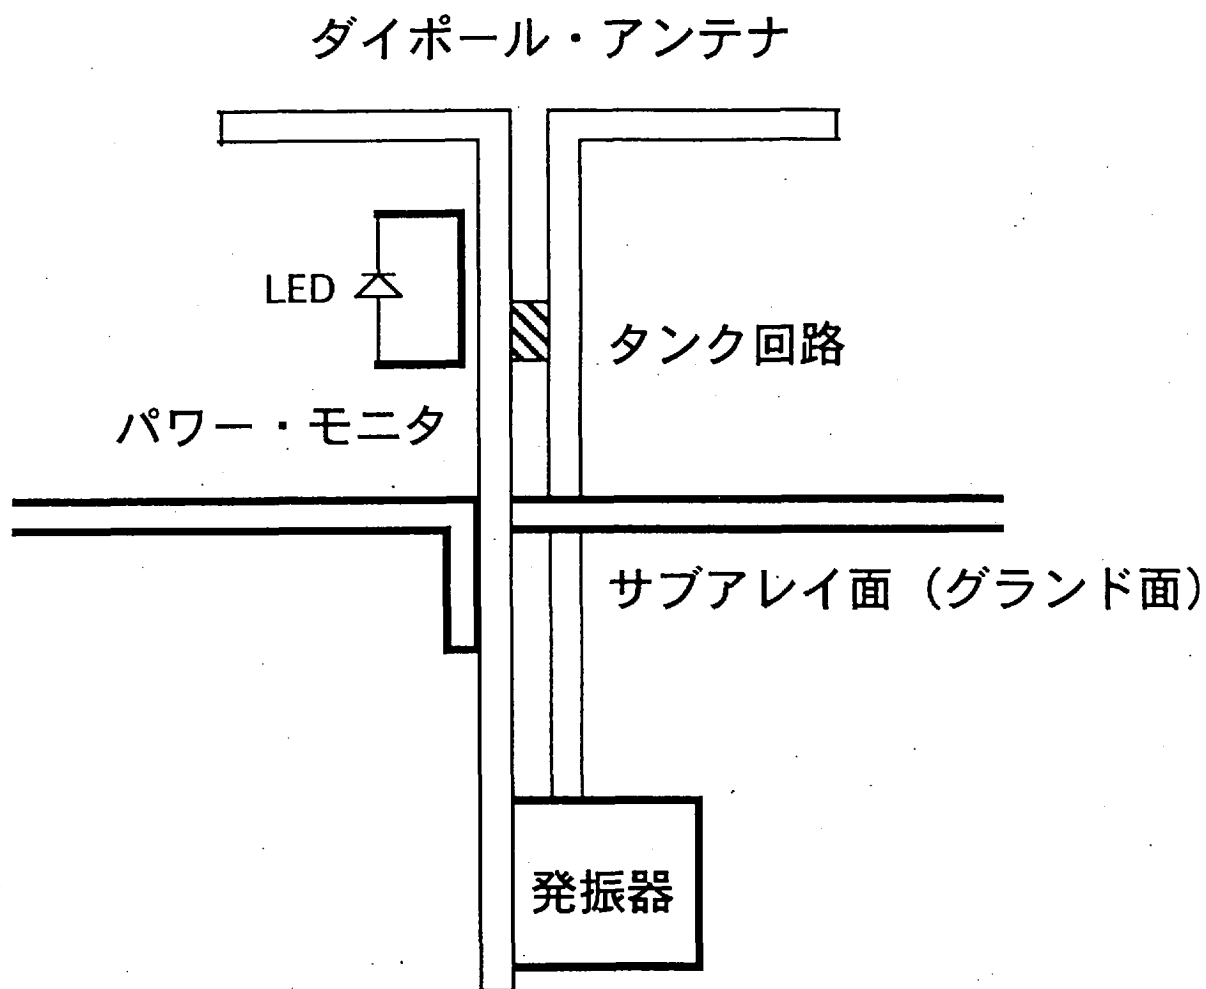 ダイポール・アンテナ
LED
タンク回路
パワー・モニタ
サブアレイ面（グランド面）
発振器